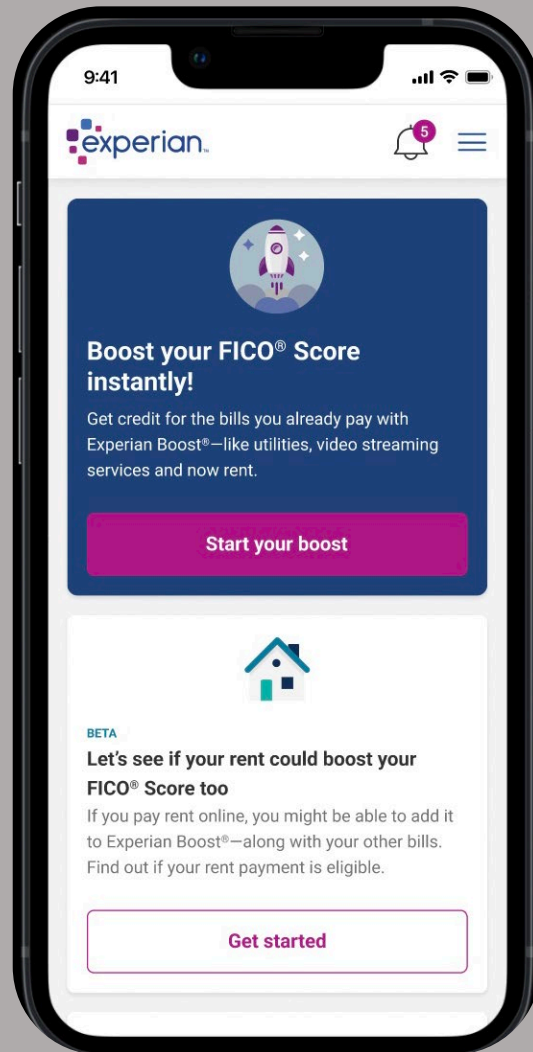 9:41
experian™
5
Boost your FICO® Score
instantly!
Get credit for the bills you already pay with
Experian Boost®—like utilities, video streaming
services and now rent.
Start your boost
BETA
Let's see if your rent could boost your
FICO® Score too
If you pay rent online, you might be able to add it
to Experian Boost®—along with your other bills.
Find out if your rent payment is eligible.
Get started